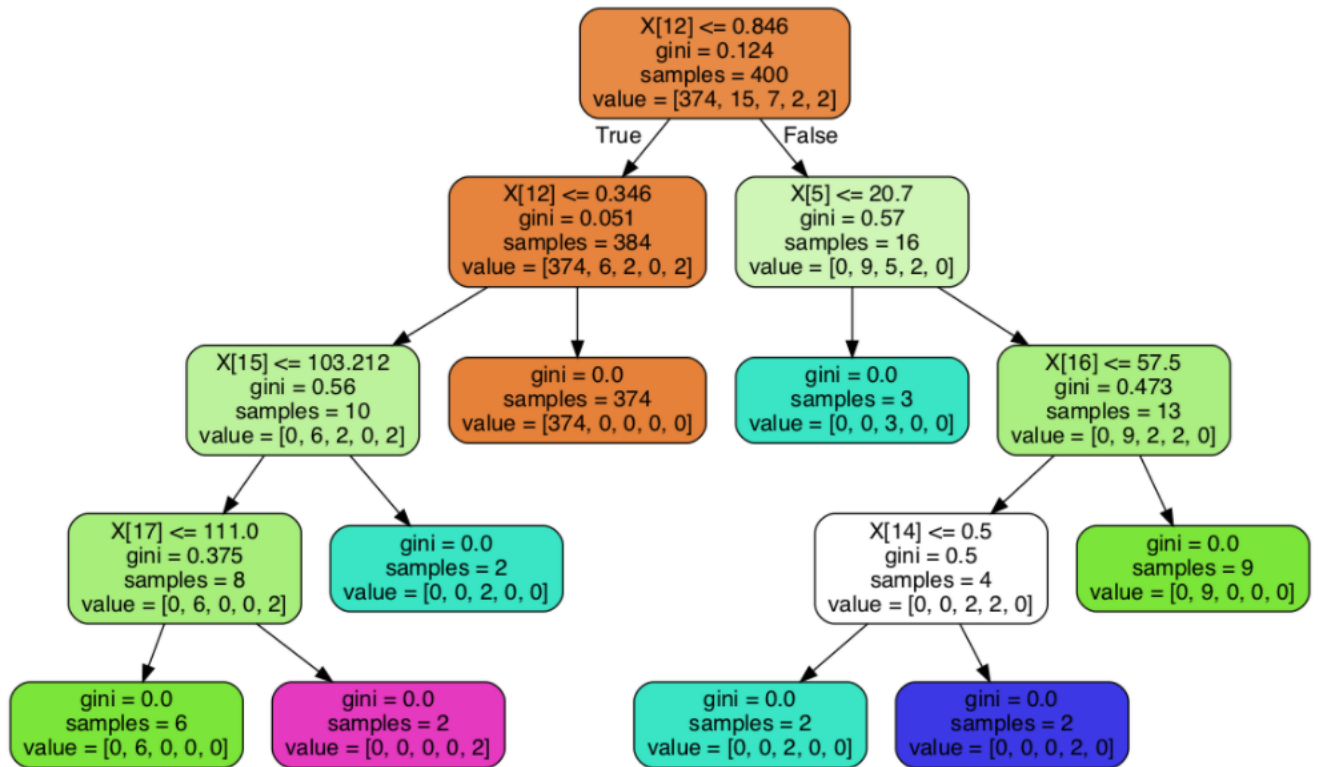 X[12] <= 0.846
gini = 0.124
samples = 400
value = [374, 15, 7, 2, 2]
True
False
X[12] <= 0.346
gini = 0.051
samples = 384
value = [374, 6, 2, 0, 2]
X[5] <= 20.7
gini = 0.57
samples = 16
value = [0, 9, 5, 2, 0]
X[15] <= 103.212
gini = 0.56
samples = 10
value = [0, 6, 2, 0, 2]
gini = 0.0
samples = 374
value = [374, 0, 0, 0, 0]
gini = 0.0
samples = 3
value = [0, 0, 3, 0, 0]
X[16] <= 57.5
gini = 0.473
samples = 13
value = [0, 9, 2, 2, 0]
X[17] <= 111.0
gini = 0.375
samples = 8
value = [0, 6, 0, 0, 2]
gini = 0.0
samples = 2
value = [0, 0, 2, 0, 0]
X[14] <= 0.5
gini = 0.5
samples = 4
value = [0, 0, 2, 2, 0]
gini = 0.0
samples = 9
value = [0, 9, 0, 0, 0]
gini = 0.0
samples = 6
value = [0, 6, 0, 0, 0]
gini = 0.0
samples = 2
value = [0, 0, 0, 0, 2]
gini = 0.0
samples = 2
value = [0, 0, 2, 0, 0]
gini = 0.0
samples = 2
value = [0, 0, 0, 2, 0]